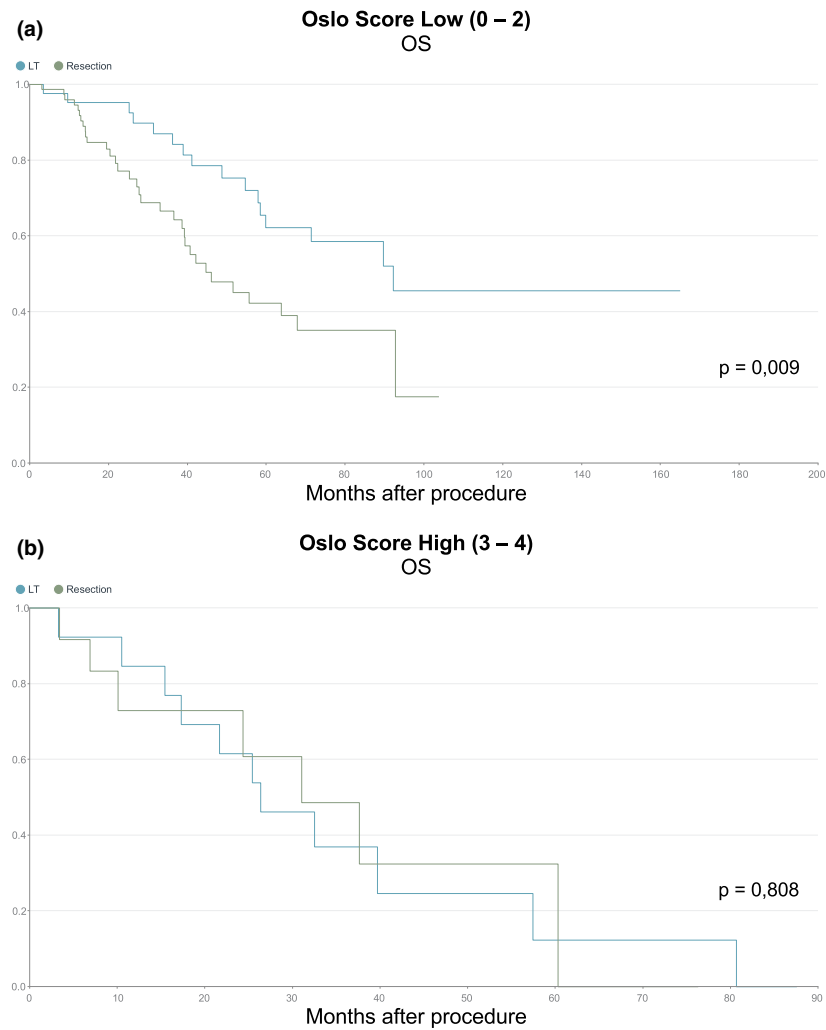 (a)
Oslo Score Low (0 – 2)
OS
LT Resection
1.0
0.8
0.6
0.4
p = 0,009
0.2
0.0
0 20 40 60 80 100 120 140 160 180 200
Months after procedure
(b)
Oslo Score High (3 – 4)
OS
LT Resection
1.0
0.8
0.6
0.4
p = 0,808
0.2
0.0
0 10 20 30 40 50 60 70 80 90
Months after procedure